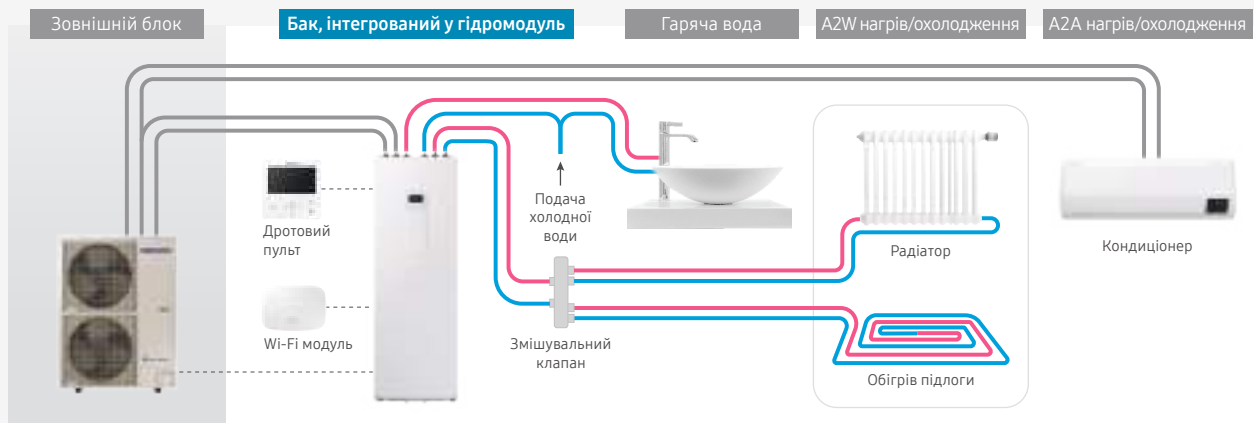 Зовнішній блок
Бак, інтегрований у гідромодуль
Гаряча вода
A2W нагрів/охолодження
A2A нагрів/охолодження
Дротовий
пульт
Wi-Fi модуль
Подача
холодної
води
Змішувальний
клапан
Радіатор
Обігрів підлоги
Кондиціонер